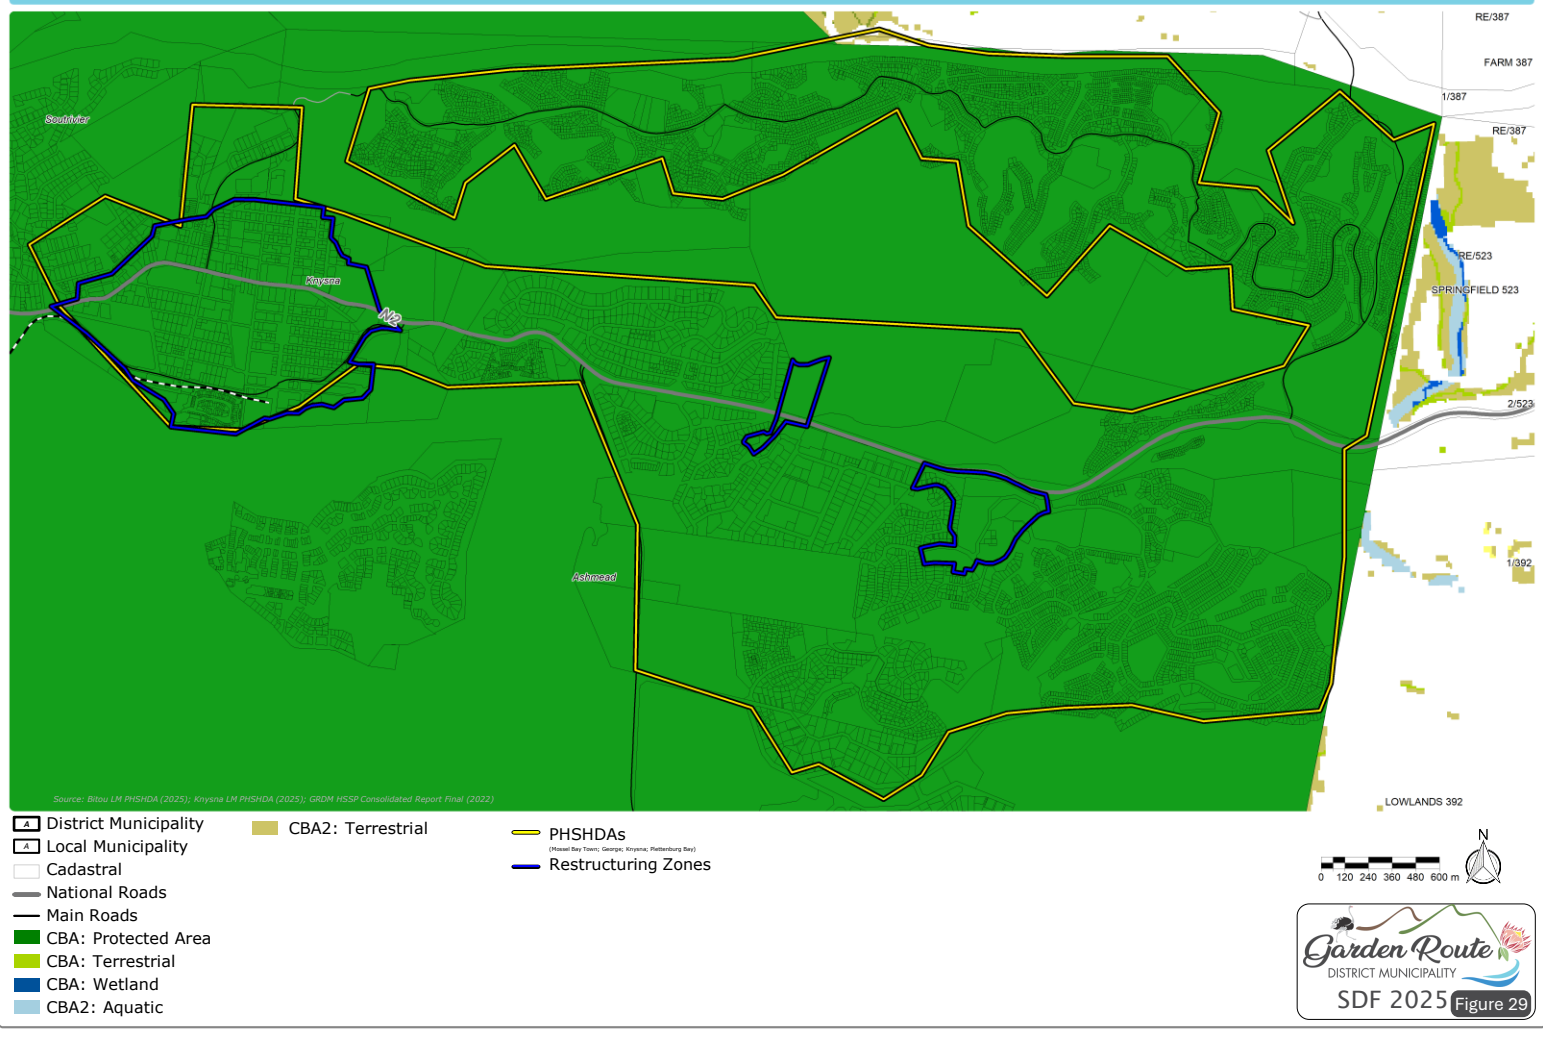 RE/387
FARM 387
1/387
Soutrivier
RE/387
RE/523
Knysna
SPRINGFIELD 523
N2
2/523
1/392
Ashmead
Source: Bitou LM PHSHDA (2025); Knysna LM PHSHDA (2025); GRDM HSSP Consolidated Report Final (2022)
LOWLANDS 392
A District Municipality
A Local Municipality
Cadastral
National Roads
Main Roads
CBA: Protected Area
CBA: Terrestrial
CBA: Wetland
CBA2: Aquatic
CBA2: Terrestrial
PHSHDAs
(Mossel Bay Town; George; Knysna; Plettenburg Bay)
Restructuring Zones
N
0 120 240 360 480 600 m
Garden Route
DISTRICT MUNICIPALITY
SDF 2025
Figure 29